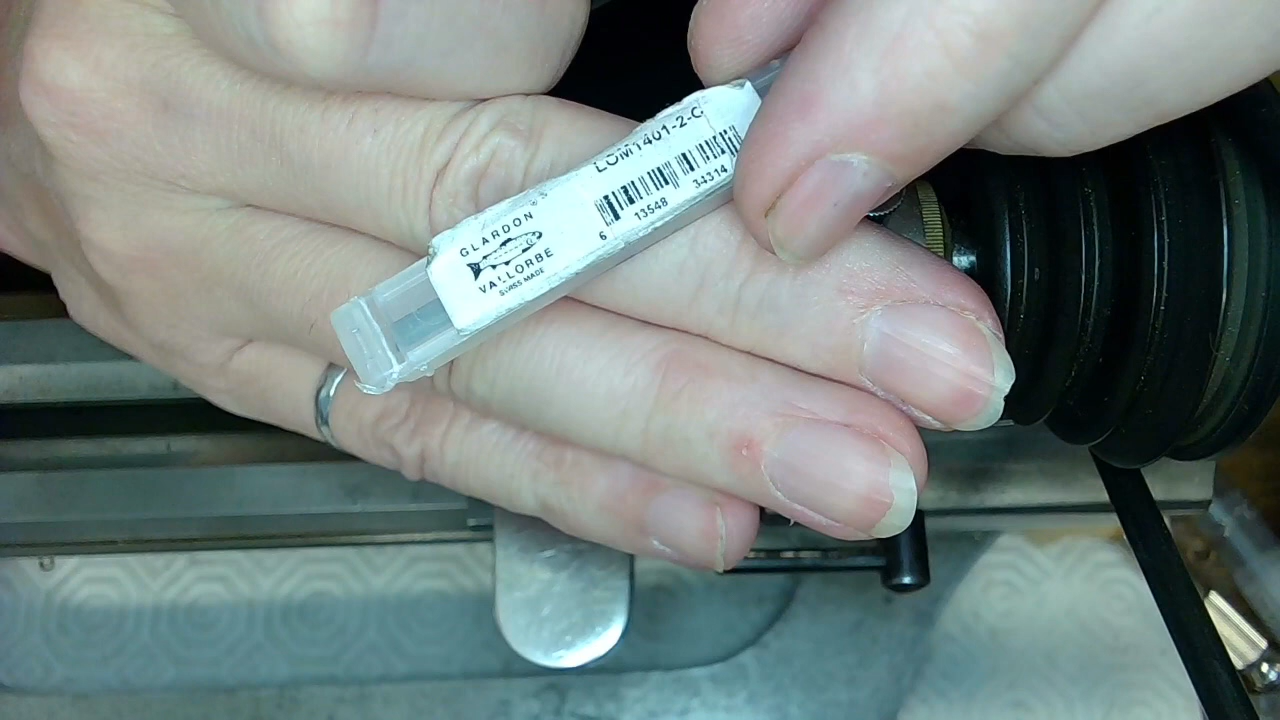 LOM1401-2-C
6 13548 34314
GLARDON
VALLORBE
SWISS MADE